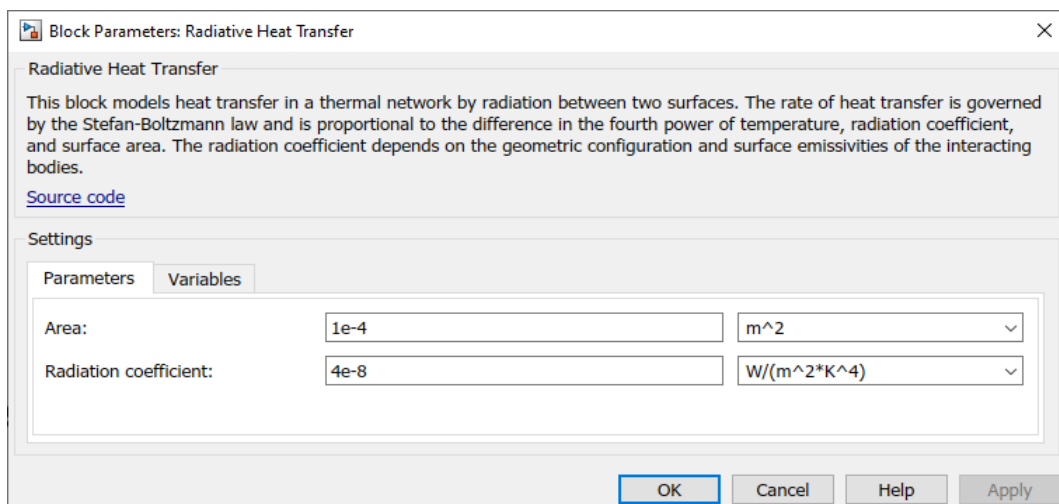 Block Parameters: Radiative Heat Transfer
Radiative Heat Transfer
This block models heat transfer in a thermal network by radiation between two surfaces. The rate of heat transfer is governed
by the Stefan-Boltzmann law and is proportional to the difference in the fourth power of temperature, radiation coefficient,
and surface area. The radiation coefficient depends on the geometric configuration and surface emissivities of the interacting
bodies.
Source code
Settings
Parameters Variables
Area: 1e-4 m^2
Radiation coefficient: 4e-8 W/(m^2*K^4)
OK Cancel Help Apply